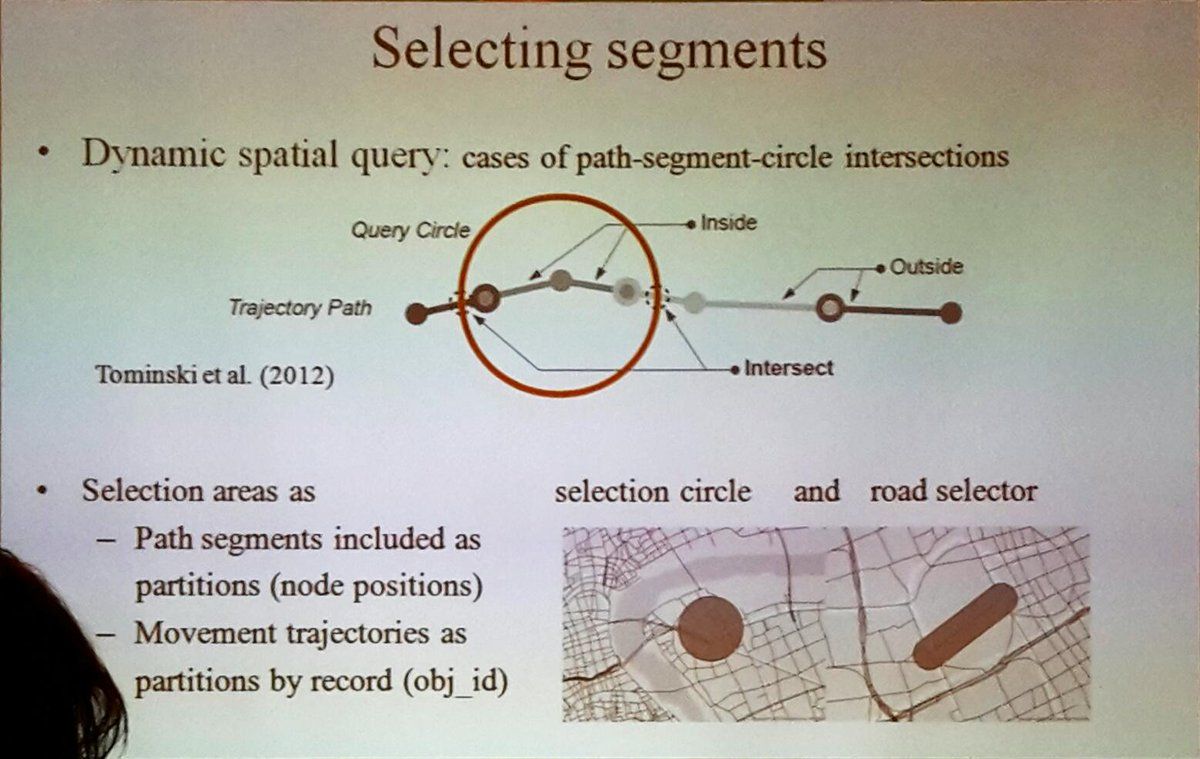 Selecting segments
• Dynamic spatial query: cases of path-segment-circle intersections
Query Circle
Inside
Outside
Trajectory Path
Intersect
Tominski et al. (2012)
• Selection areas as
selection circle and road selector
– Path segments included as
partitions (node positions)
– Movement trajectories as
partitions by record (obj_id)